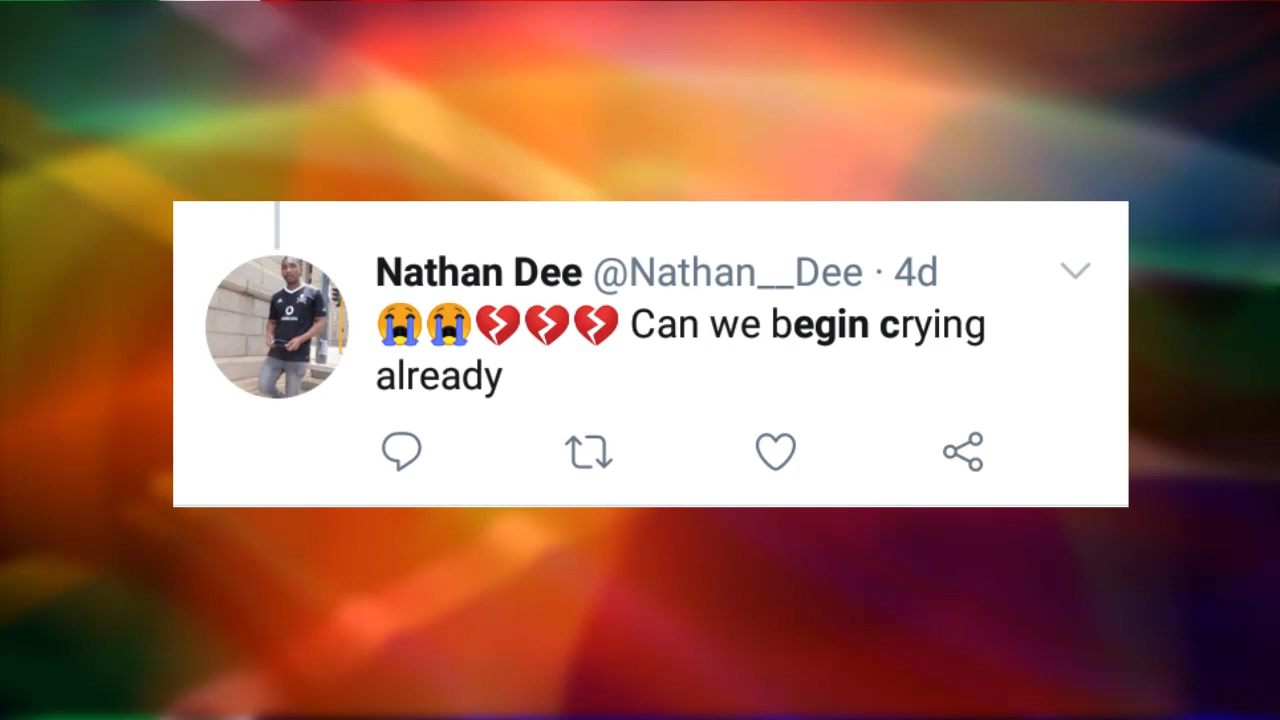 Nathan Dee @Nathan__Dee · 4d
😭😭💔💔💔 Can we begin crying
already